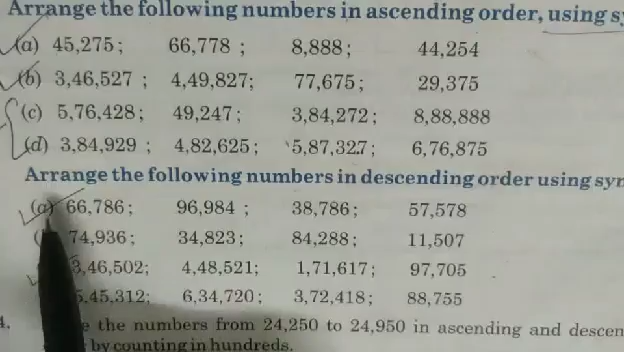 Arrange the following numbers in ascending order, using
(a) 45,275; 66,778 ; 8,888; 44,254
(b) 3,46,527 ; 4,49,827; 77,675; 29,375
(c) 5,76,428; 49,247; 3,84,272; 8,88,888
(d) 3,84,929 ; 4,82,625; 5,87,327; 6,76,875
Arrange the following numbers in descending order using
(a) 66,786; 96,984 ; 38,786; 57,578
74,936; 34,823; 84,288; 11,507
3,46,502; 4,48,521; 1,71,617; 97,705
5,45,312; 6,34,720; 3,72,418; 88,755
the numbers from 24,250 to 24,950 in ascending and
by counting in hundreds.